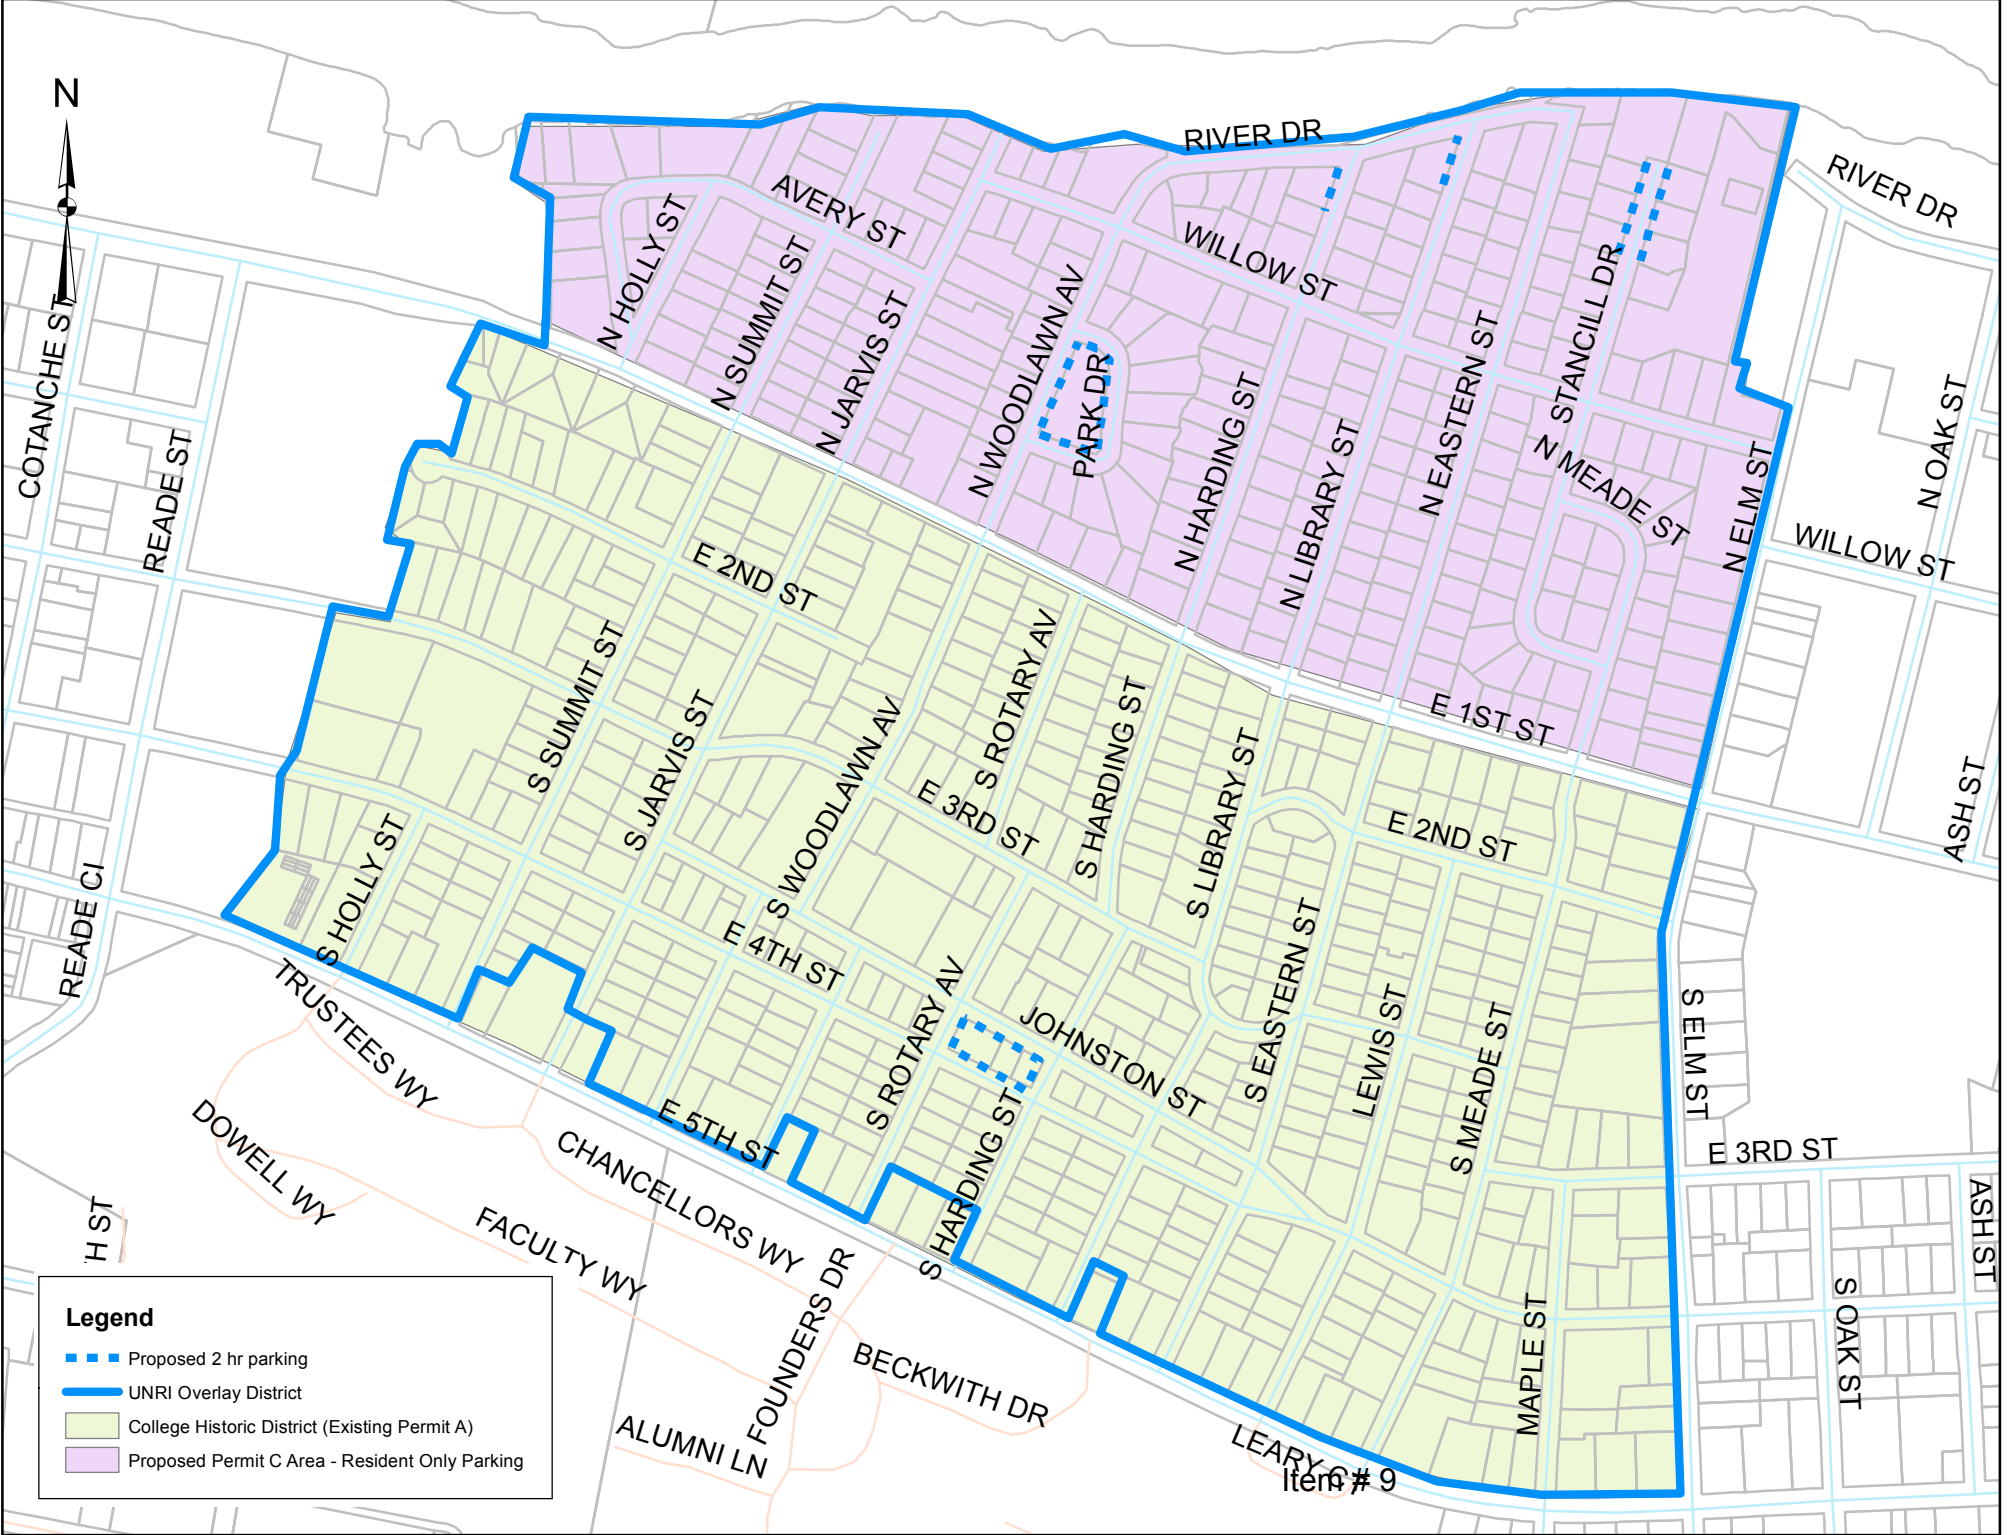 N
RIVER DR
RIVER DR
AVERY ST
N HOLLY ST
WILLOW ST
N SUMMIT ST
N JARVIS ST
N WOODLAWN AV
STANCILL DR
COTANCHE ST
PARK DR
N EASTERN ST
N HARDING ST
N OAK ST
READE ST
N LIBRARY ST
N MEADE ST
N ELM ST
WILLOW ST
E 2ND ST
S SUMMIT ST
S ROTARY AV
E 1ST ST
S JARVIS ST
S WOODLAWN AV
S HARDING ST
S LIBRARY ST
E 3RD ST
E 2ND ST
ASH ST
S HOLLY ST
READE CI
E 4TH ST
S EASTERN ST
TRUSTEES WY
S ROTARY AV
JOHNSTON ST
LEWIS ST
S MEADE ST
S ELM ST
DOWELL WY
E 5TH ST
S HARDING ST
CHANCELLORS WY
E 3RD ST
TH ST
FACULTY WY
FOUNDERS DR
ASH ST
S OAK ST
MAPLE ST
BECKWITH DR
ALUMNI LN
LEARY C
Item # 9
Legend
Proposed 2 hr parking
UNRI Overlay District
College Historic District (Existing Permit A)
Proposed Permit C Area - Resident Only Parking